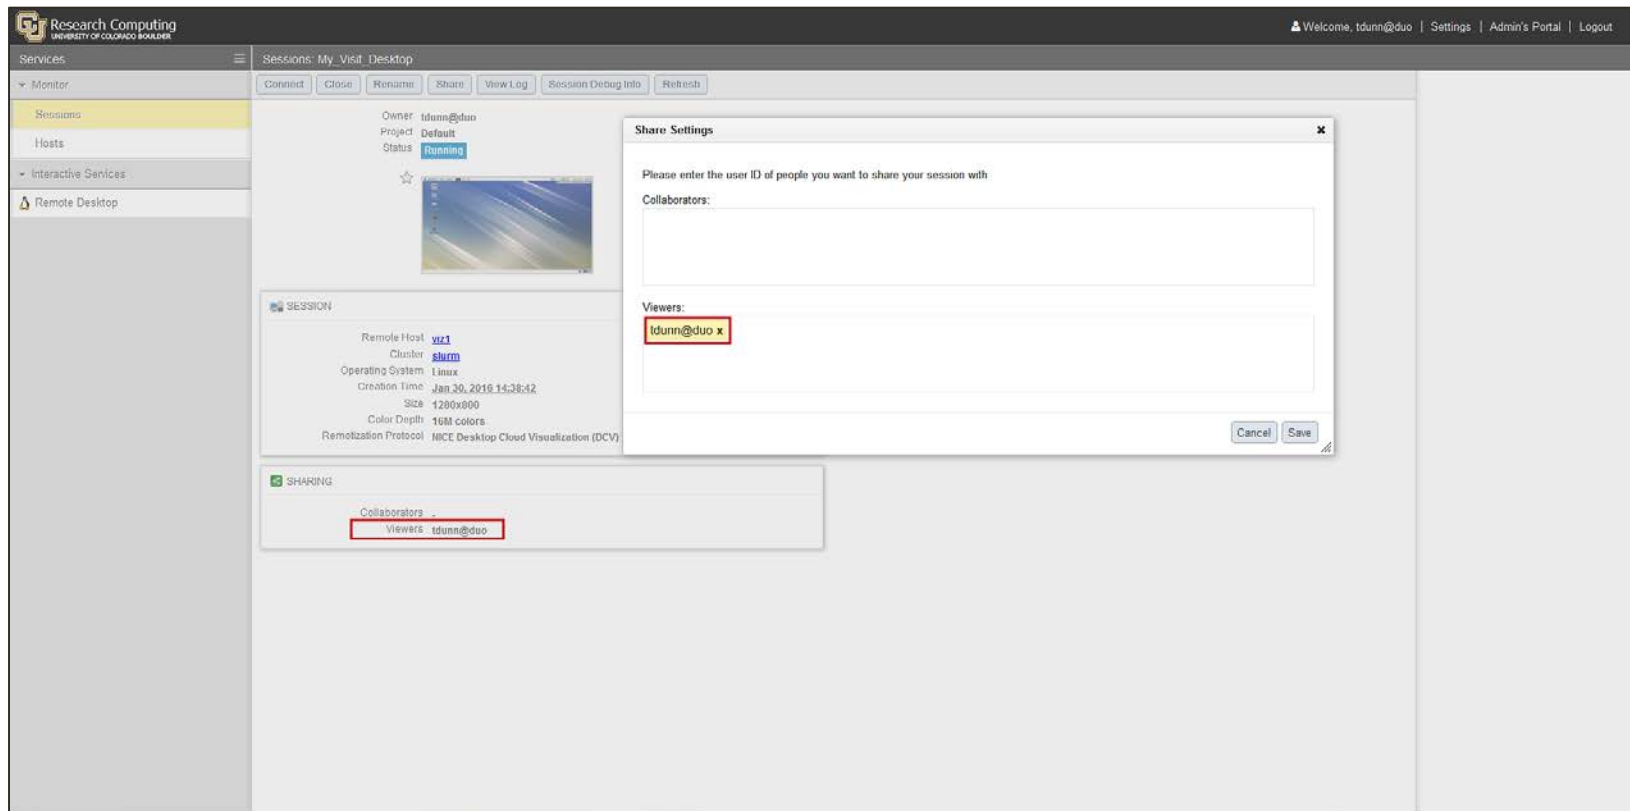 Research Computing
UNIVERSITY OF COLORADO BOULDER
Welcome, tdunn@duo | Settings | Admin's Portal | Logout
Services
Sessions: My_Visit_Desktop
Monitor
Connect Close Rename Share View Log Session Debug Info Refresh
Sessions
Hosts
Interactive Services
Remote Desktop
Owner tdunn@duo
Project Default
Status Running
Share Settings x
Please enter the user ID of people you want to share your session with
Collaborators:
Viewers:
tdunn@duo x
Cancel Save
SESSION
Remote Host viz1
Cluster slurm
Operating System Linux
Creation Time Jan 30, 2016 14:38:42
Size 1280x800
Color Depth 16M colors
Remotization Protocol NICE Desktop Cloud Visualization (DCV)
SHARING
Collaborators -
Viewers tdunn@duo